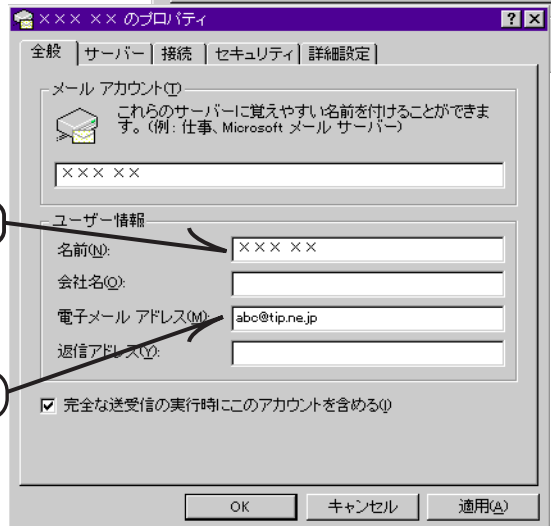 ××× ×× のプロパティ
全般 サーバー 接続 セキュリティ 詳細設定
メール アカウント(T)
これらのサーバーに覚えやすい名前を付けることができま
す。(例: 仕事、Microsoft メール サーバー)
××× ××
ユーザー情報
名前(N): ××× ××
会社名(O):
電子メール アドレス(M): abc@tip.ne.jp
返信アドレス(Y):
完全な送受信の実行時にこのアカウントを含める(I)
OK キャンセル 適用(A)